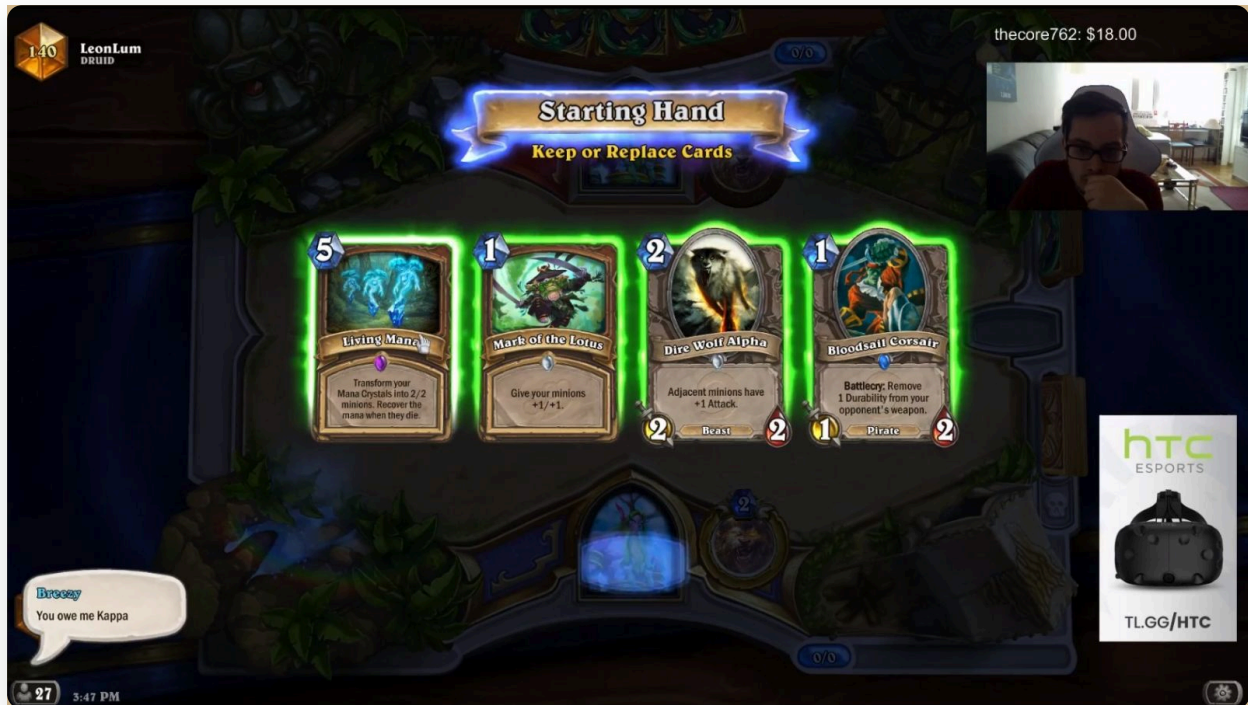 140
LeonLum
DRUID
0/0
thecore762: $18.00
Starting Hand
Keep or Replace Cards
5
Living Mana
Transform your
Mana Crystals into 2/2
minions. Recover the
mana when they die.
1
Mark of the Lotus
Give your minions
+1/+1.
2
Dire Wolf Alpha
Adjacent minions have
+1 Attack.
2
Beast
2
1
Bloodsail Corsair
Battlecry: Remove
1 Durability from your
opponent's weapon.
1
Pirate
2
2
hTC
ESPORTS
TL.GG/HTC
Breezy
You owe me Kappa
0/0
27
3:47 PM